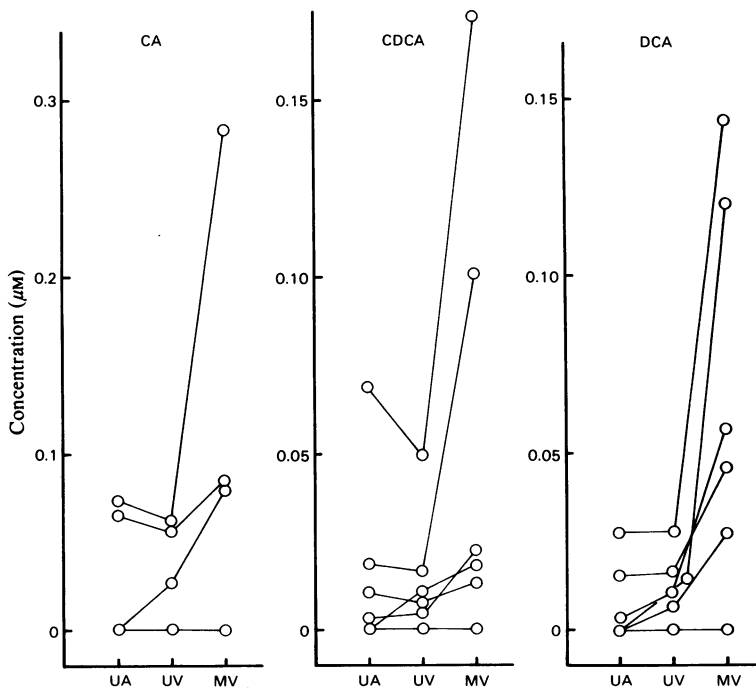 CA
CDCA
DCA
Concentration (μM)
0.3
0.2
0.1
0
UA UV MV
0.15
0.10
0.05
0
UA UV MV
0.15
0.10
0.05
0
UA UV MV